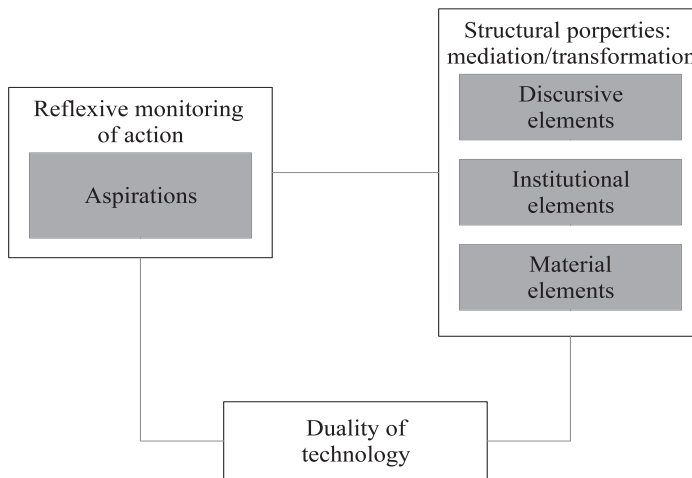 Structural porperties:
mediation/transformation
Discursive
elements
Institutional
elements
Material
elements
Reflexive monitoring
of action
Aspirations
Duality of
technology